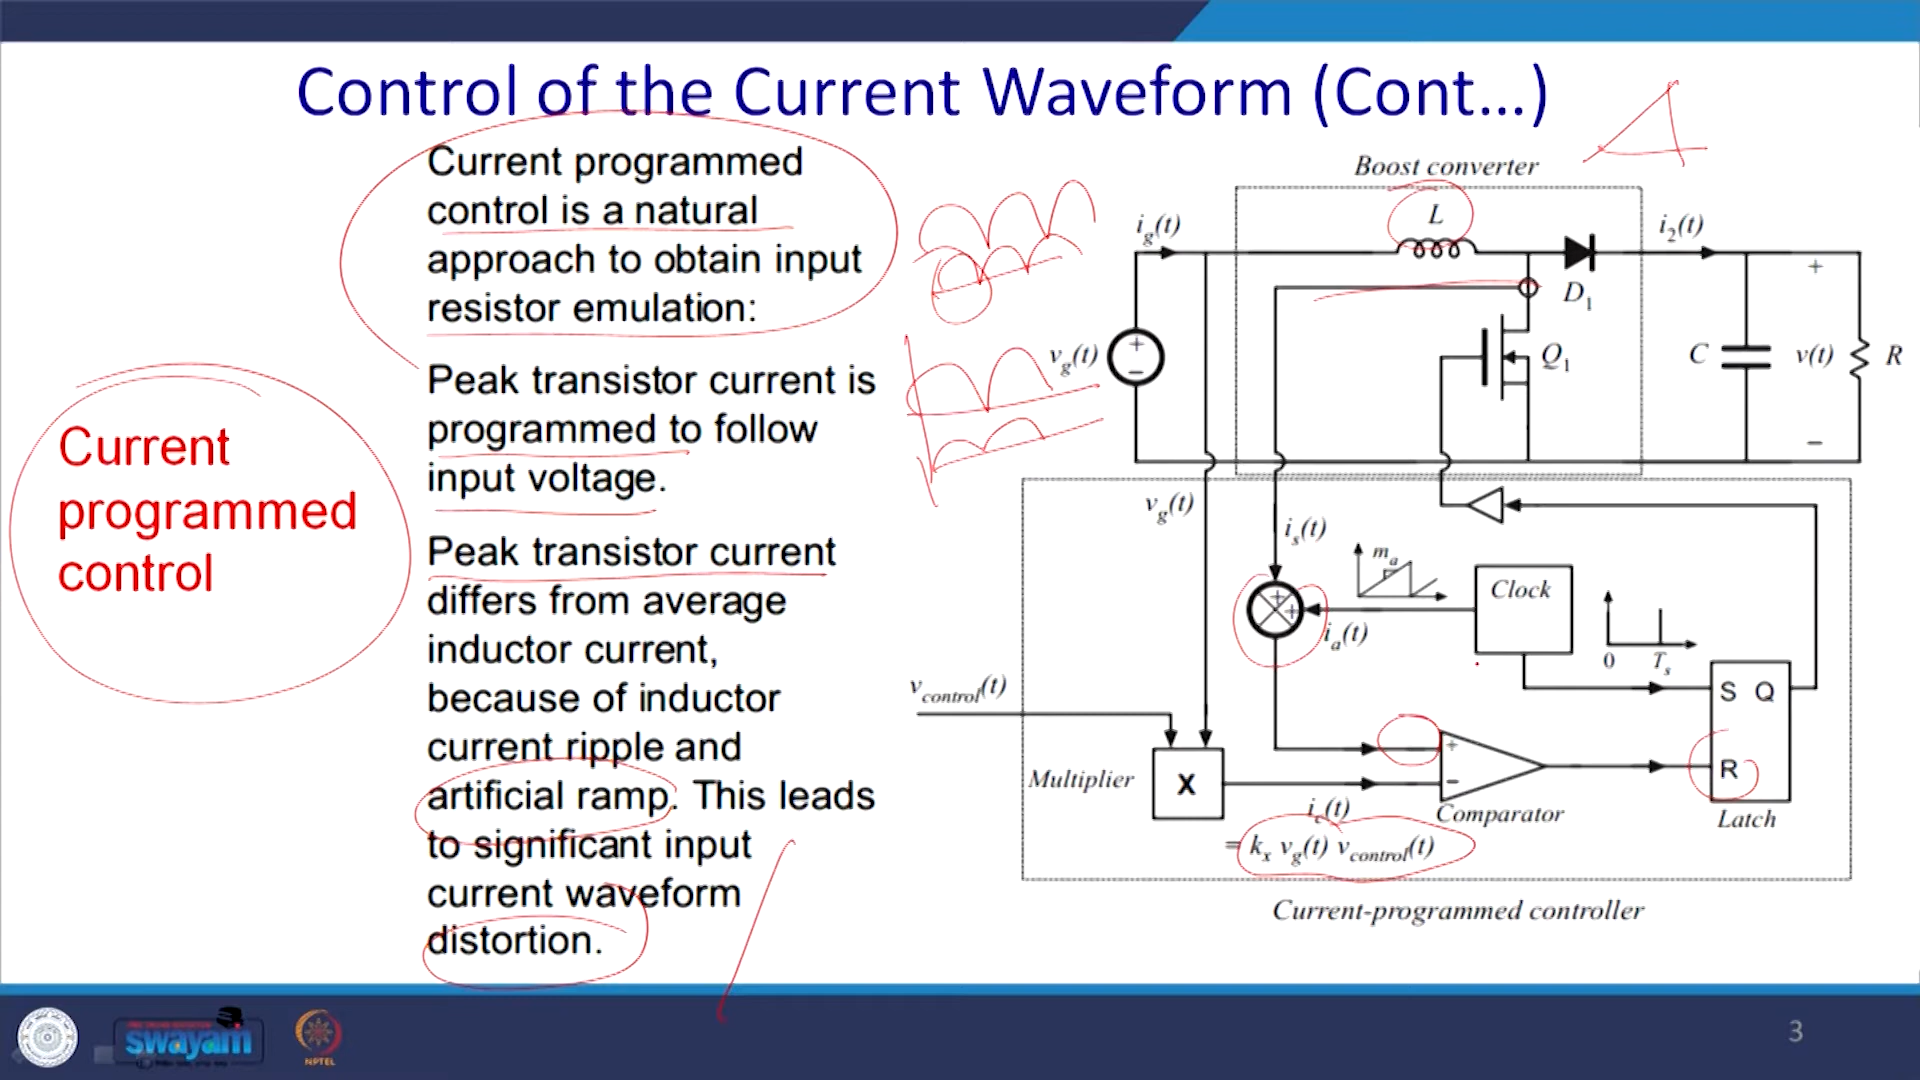 Control of the Current Waveform (Cont...)
Current
programmed
control
Current programmed
control is a natural
approach to obtain input
resistor emulation:
Peak transistor current is
programmed to follow
input voltage.
Peak transistor current
differs from average
inductor current,
because of inductor
current ripple and
artificial ramp. This leads
to significant input
current waveform
distortion.
Boost converter
i_g(t)
L
i_2(t)
D_1
+
v_g(t)
+
–
Q_1
C
v(t)
R
–
v_g(t)
i_s(t)
m_a
Clock
+
+
i_a(t)
0
T_s
v_control(t)
S Q
Multiplier
X
+
–
R
i_c(t)
Comparator
Latch
= k_x v_g(t) v_control(t)
Current-programmed controller
swayam
NPTEL
3